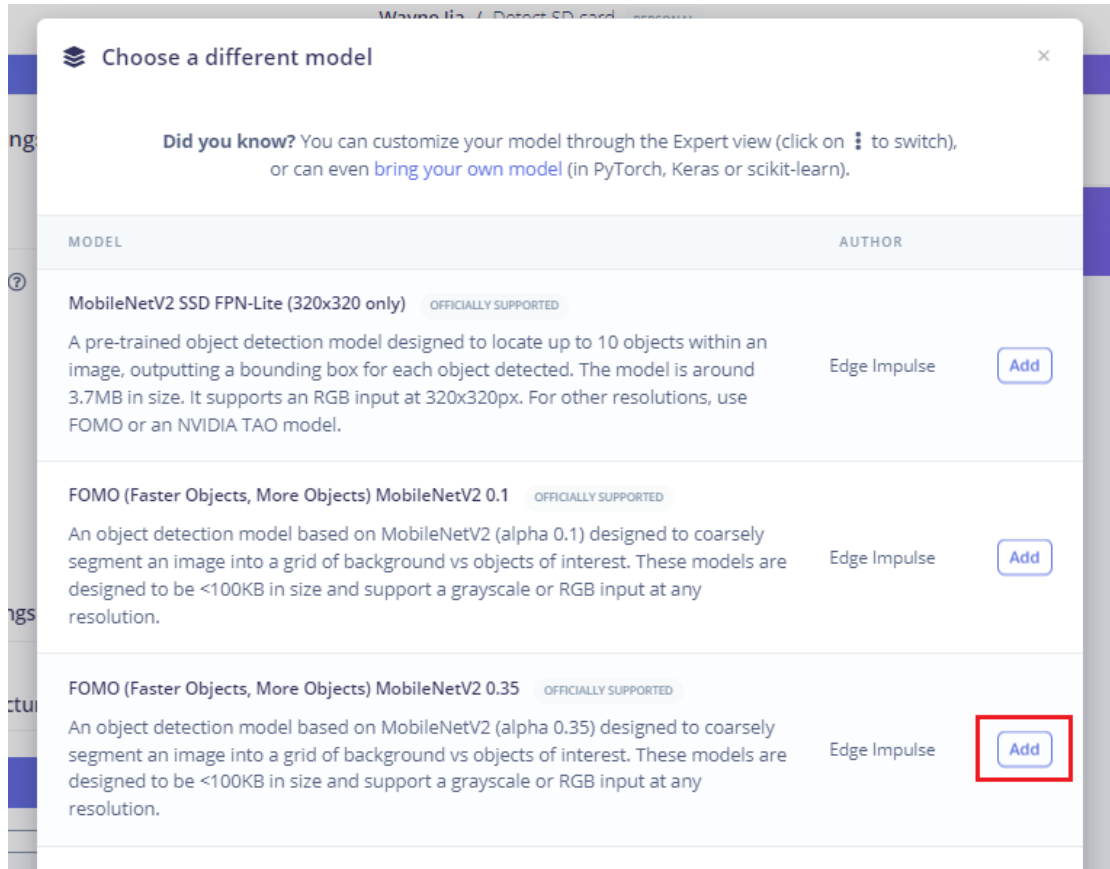 Wayne Jia / Detect SD card PERSONAL
Choose a different model
×
ng
Did you know? You can customize your model through the Expert view (click on ⋮ to switch),
or can even bring your own model (in PyTorch, Keras or scikit-learn).
MODEL AUTHOR
MobileNetV2 SSD FPN-Lite (320x320 only) OFFICIALLY SUPPORTED
A pre-trained object detection model designed to locate up to 10 objects within an
image, outputting a bounding box for each object detected. The model is around
3.7MB in size. It supports an RGB input at 320x320px. For other resolutions, use
FOMO or an NVIDIA TAO model.
Edge Impulse Add
FOMO (Faster Objects, More Objects) MobileNetV2 0.1 OFFICIALLY SUPPORTED
An object detection model based on MobileNetV2 (alpha 0.1) designed to coarsely
segment an image into a grid of background vs objects of interest. These models are
designed to be <100KB in size and support a grayscale or RGB input at any
resolution.
Edge Impulse Add
ngs
FOMO (Faster Objects, More Objects) MobileNetV2 0.35 OFFICIALLY SUPPORTED
ctu
An object detection model based on MobileNetV2 (alpha 0.35) designed to coarsely
segment an image into a grid of background vs objects of interest. These models are
designed to be <100KB in size and support a grayscale or RGB input at any
resolution.
Edge Impulse Add